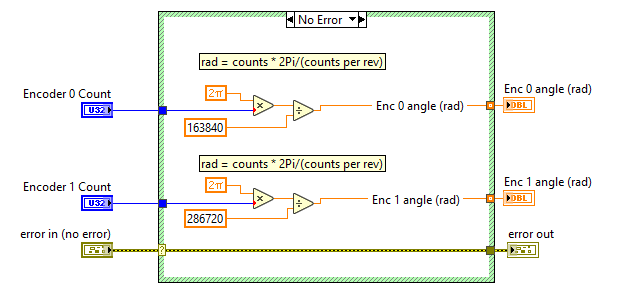 No Error
rad = counts * 2Pi/(counts per rev)
Encoder 0 Count
U32
2π
×
÷
163840
Enc 0 angle (rad)
Enc 0 angle (rad)
DBL
rad = counts * 2Pi/(counts per rev)
Encoder 1 Count
U32
2π
×
÷
286720
Enc 1 angle (rad)
Enc 1 angle (rad)
DBL
error in (no error)
?
error out